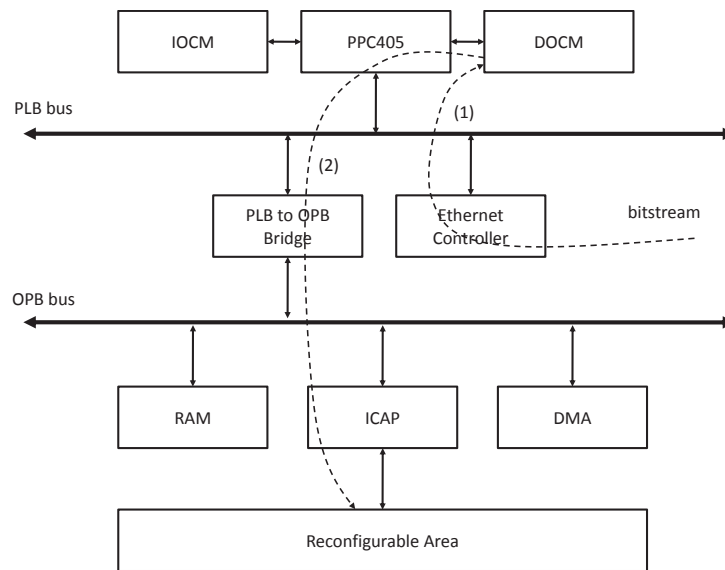 IOCM
PPC405
DOCM
PLB bus
(1)
(2)
PLB to OPB
Bridge
Ethernet
Controller
bitstream
OPB bus
RAM
ICAP
DMA
Reconfigurable Area